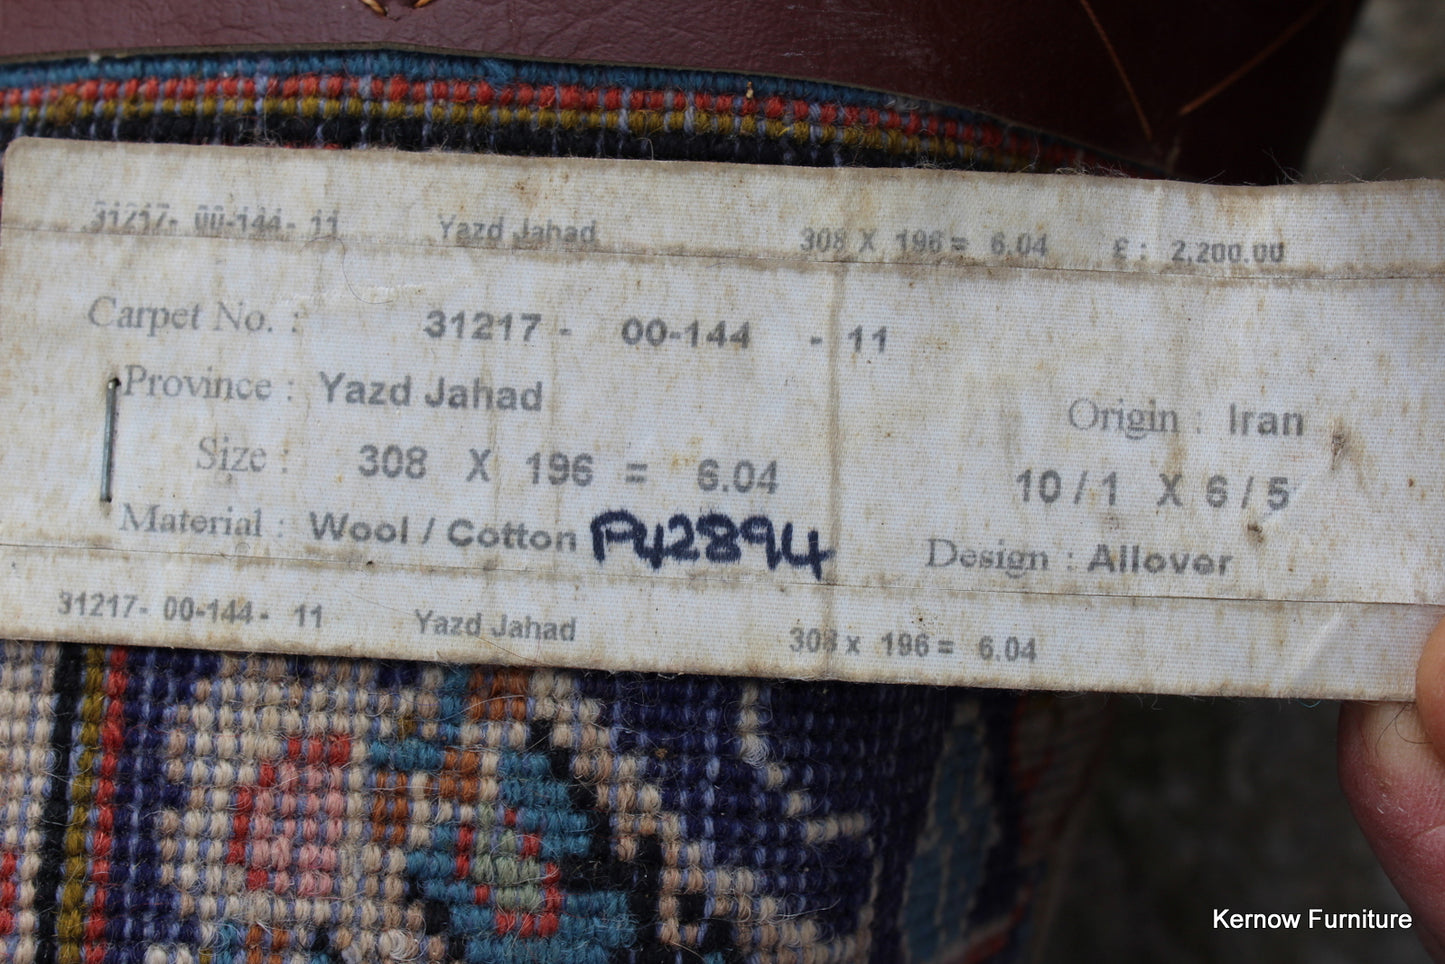 31217- 00-144- 11 Yazd Jahad 308 X 196 = 6.04 £ : 2,200.00
Carpet No. : 31217 - 00-144 - 11
Province : Yazd Jahad Origin : Iran
Size : 308 X 196 = 6.04 10 / 1 X 6 / 5
Material : Wool / Cotton P42894 Design : Allover
31217- 00-144- 11 Yazd Jahad 308 x 196 = 6.04
Kernow Furniture